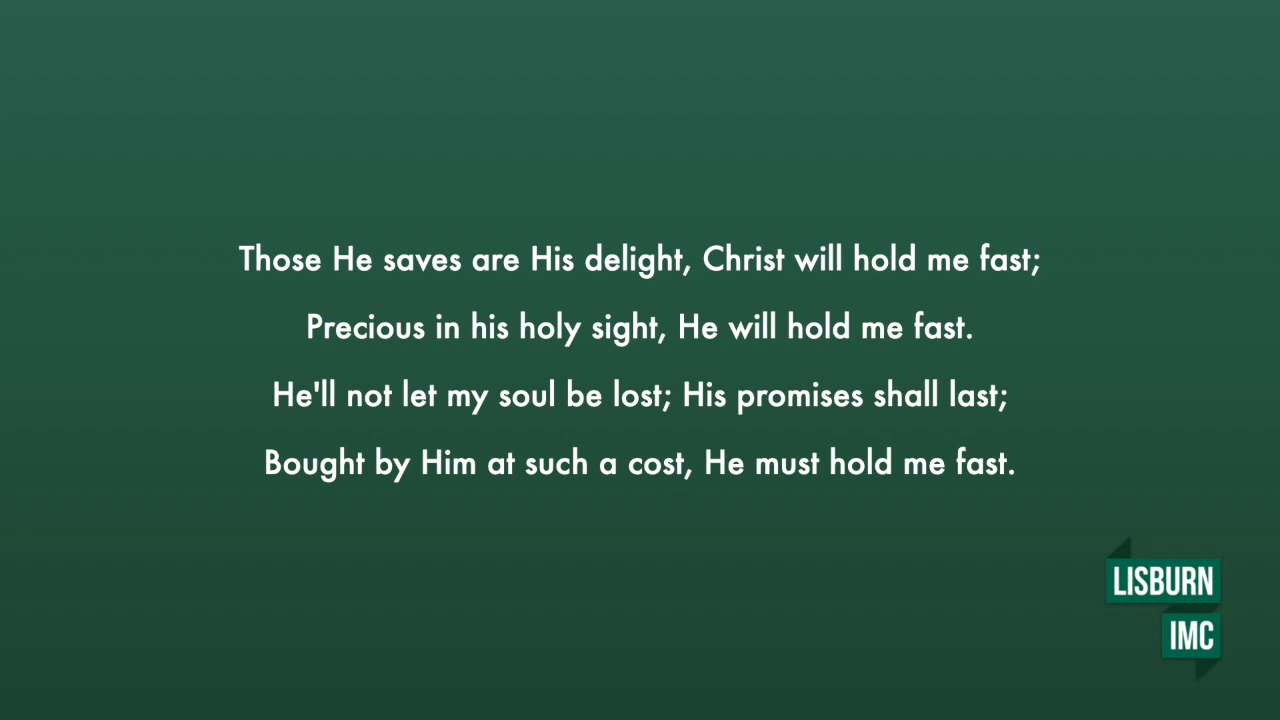 Those He saves are His delight, Christ will hold me fast;
Precious in his holy sight, He will hold me fast.
He'll not let my soul be lost; His promises shall last;
Bought by Him at such a cost, He must hold me fast.
LISBURN
IMC